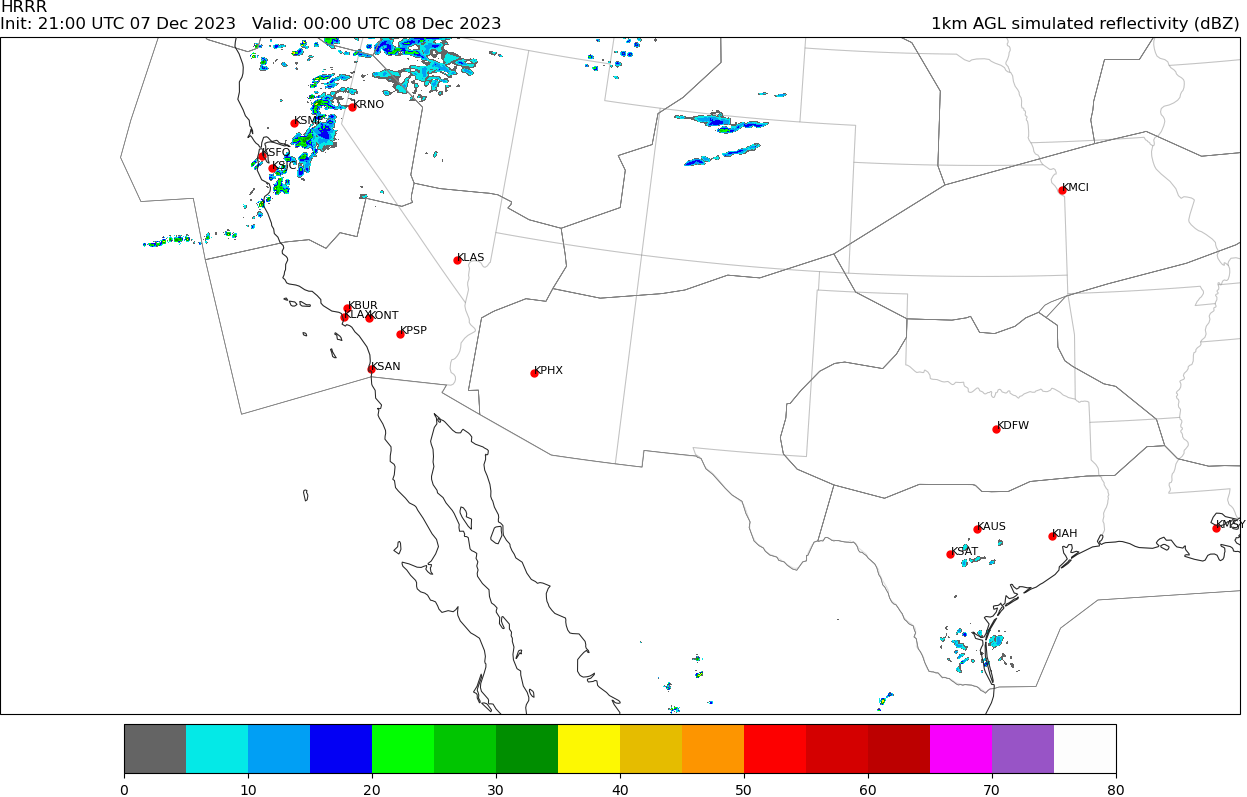 HRRR
Init: 21:00 UTC 07 Dec 2023   Valid: 00:00 UTC 08 Dec 2023
1km AGL simulated reflectivity (dBZ)
KRNO
KSMF
KSFO
KSJC
KMCI
KLAS
KBUR
KLAX
KONT
KPSP
KSAN
KPHX
KDFW
KAUS
KMSY
KIAH
KSAT
0 10 20 30 40 50 60 70 80